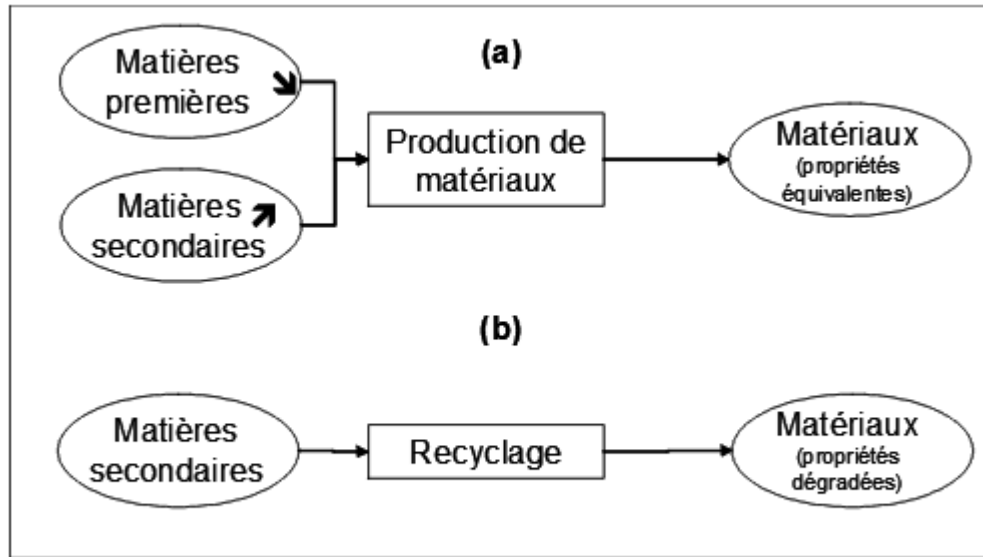 (a)
Matières
premières
Matières
secondaires
Production de
matériaux
Matériaux
(propriétés
équivalentes)
(b)
Matières
secondaires
Recyclage
Matériaux
(propriétés
dégradées)